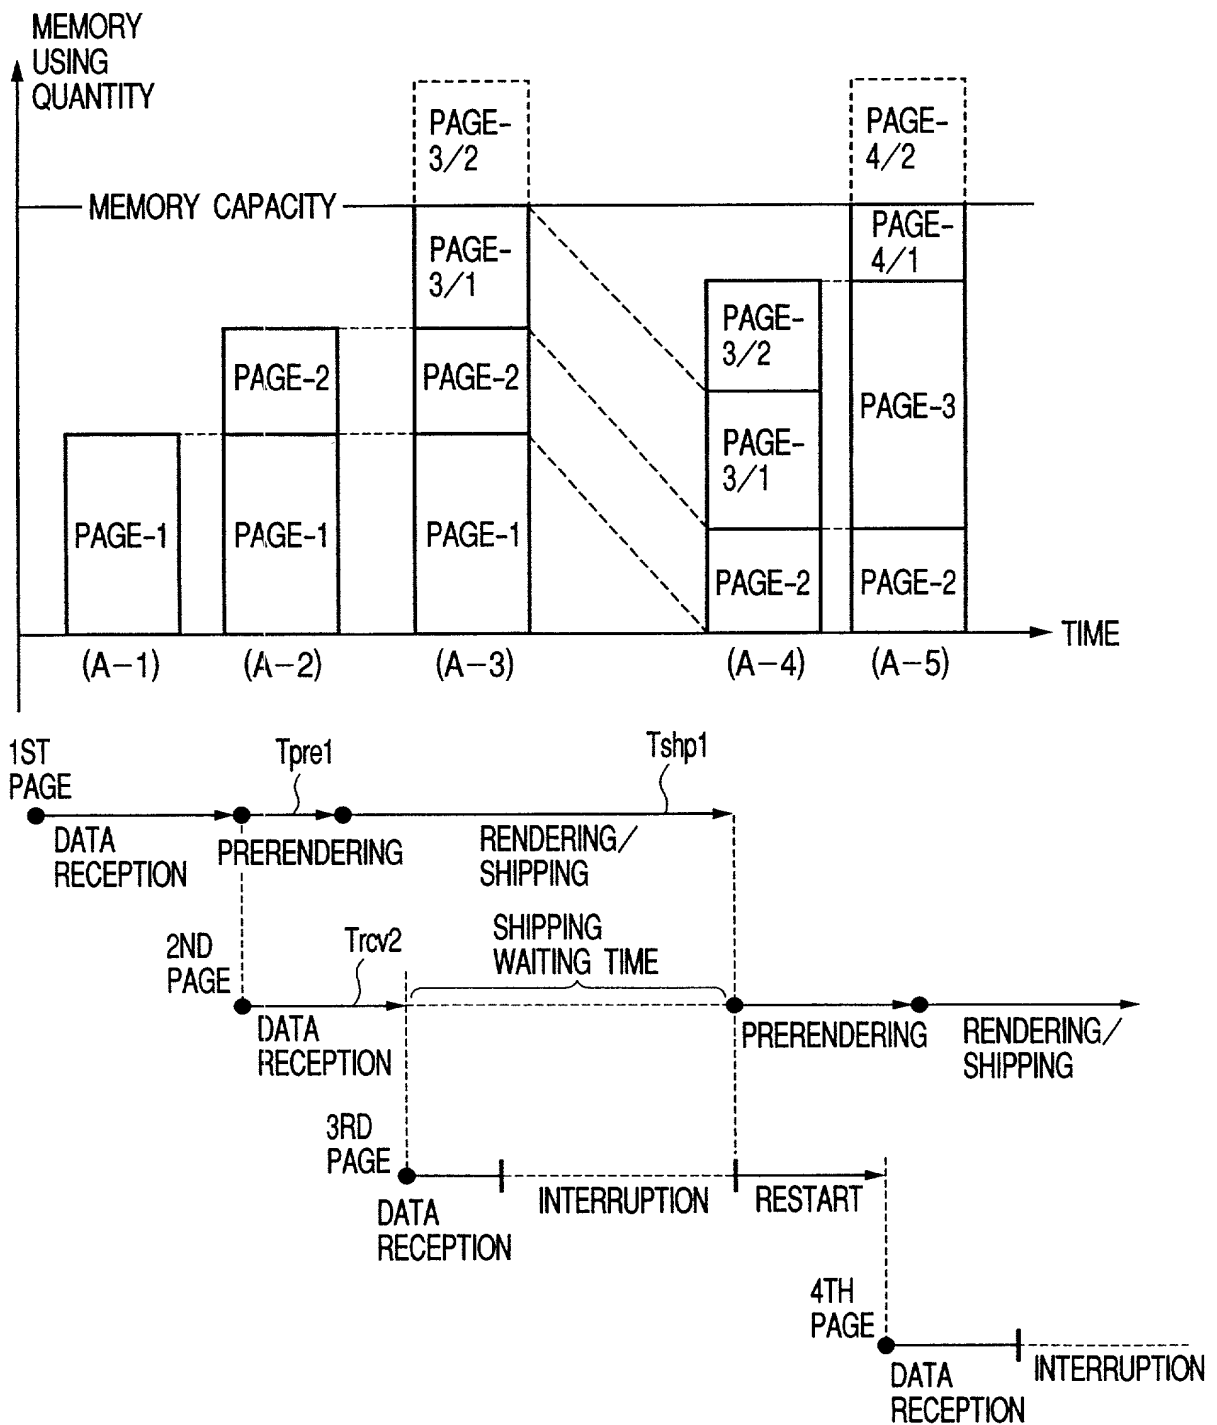 MEMORY
USING
QUANTITY
PAGE-
3/2
PAGE-
4/2
MEMORY CAPACITY
PAGE-
3/1
PAGE-
4/1
PAGE-2
PAGE-2
PAGE-
3/2
PAGE-3
PAGE-
3/1
PAGE-1
PAGE-1
PAGE-1
PAGE-2
PAGE-2
TIME
(A-1)
(A-2)
(A-3)
(A-4)
(A-5)
1ST
PAGE
Tpre1
Tshp1
DATA
RECEPTION
PRERENDERING
RENDERING/
SHIPPING
2ND
PAGE
Trcv2
SHIPPING
WAITING TIME
DATA
RECEPTION
PRERENDERING
RENDERING/
SHIPPING
3RD
PAGE
DATA
RECEPTION
INTERRUPTION
RESTART
4TH
PAGE
DATA
RECEPTION
INTERRUPTION